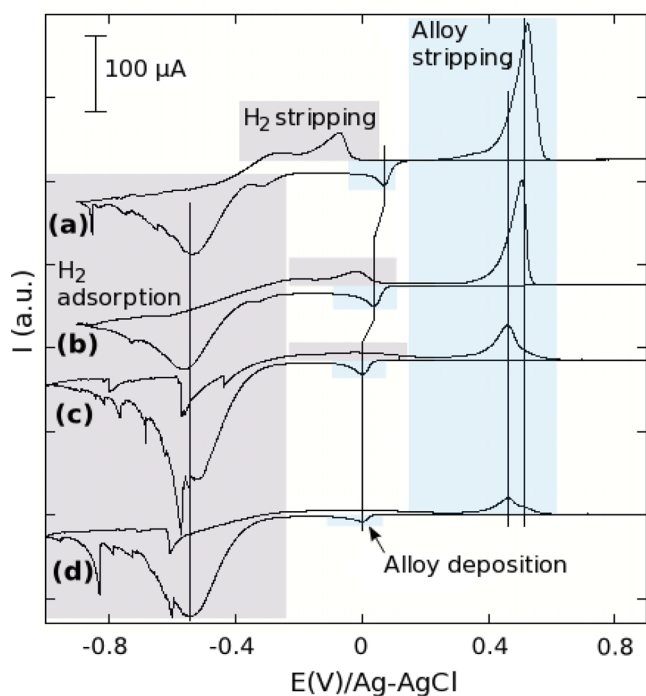 Alloy
stripping
100 μA
H2 stripping
(a)
H2
adsorption
(b)
(c)
(d)
Alloy deposition
I (a.u.)
-0.8 -0.4 0 0.4 0.8
E(V)/Ag-AgCl